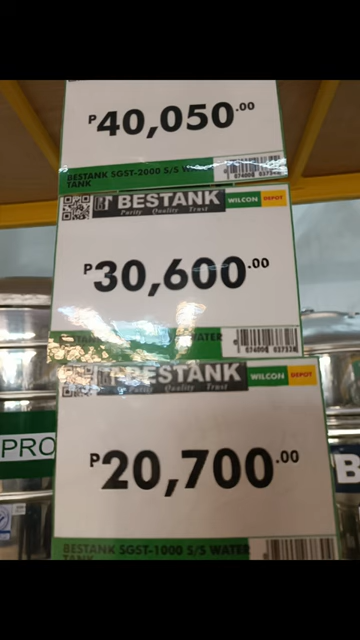 ₱40,050.00
BESTANK SGST-2000 S/S WATER
TANK
BESTANK WILCON DEPOT
Purity Quality Trust
₱30,600.00
WATER
BESTANK WILCON DEPOT
Purity Quality Trust
₱20,700.00
PRO
B
BESTANK SGST-1000 S/S WATER
TANK